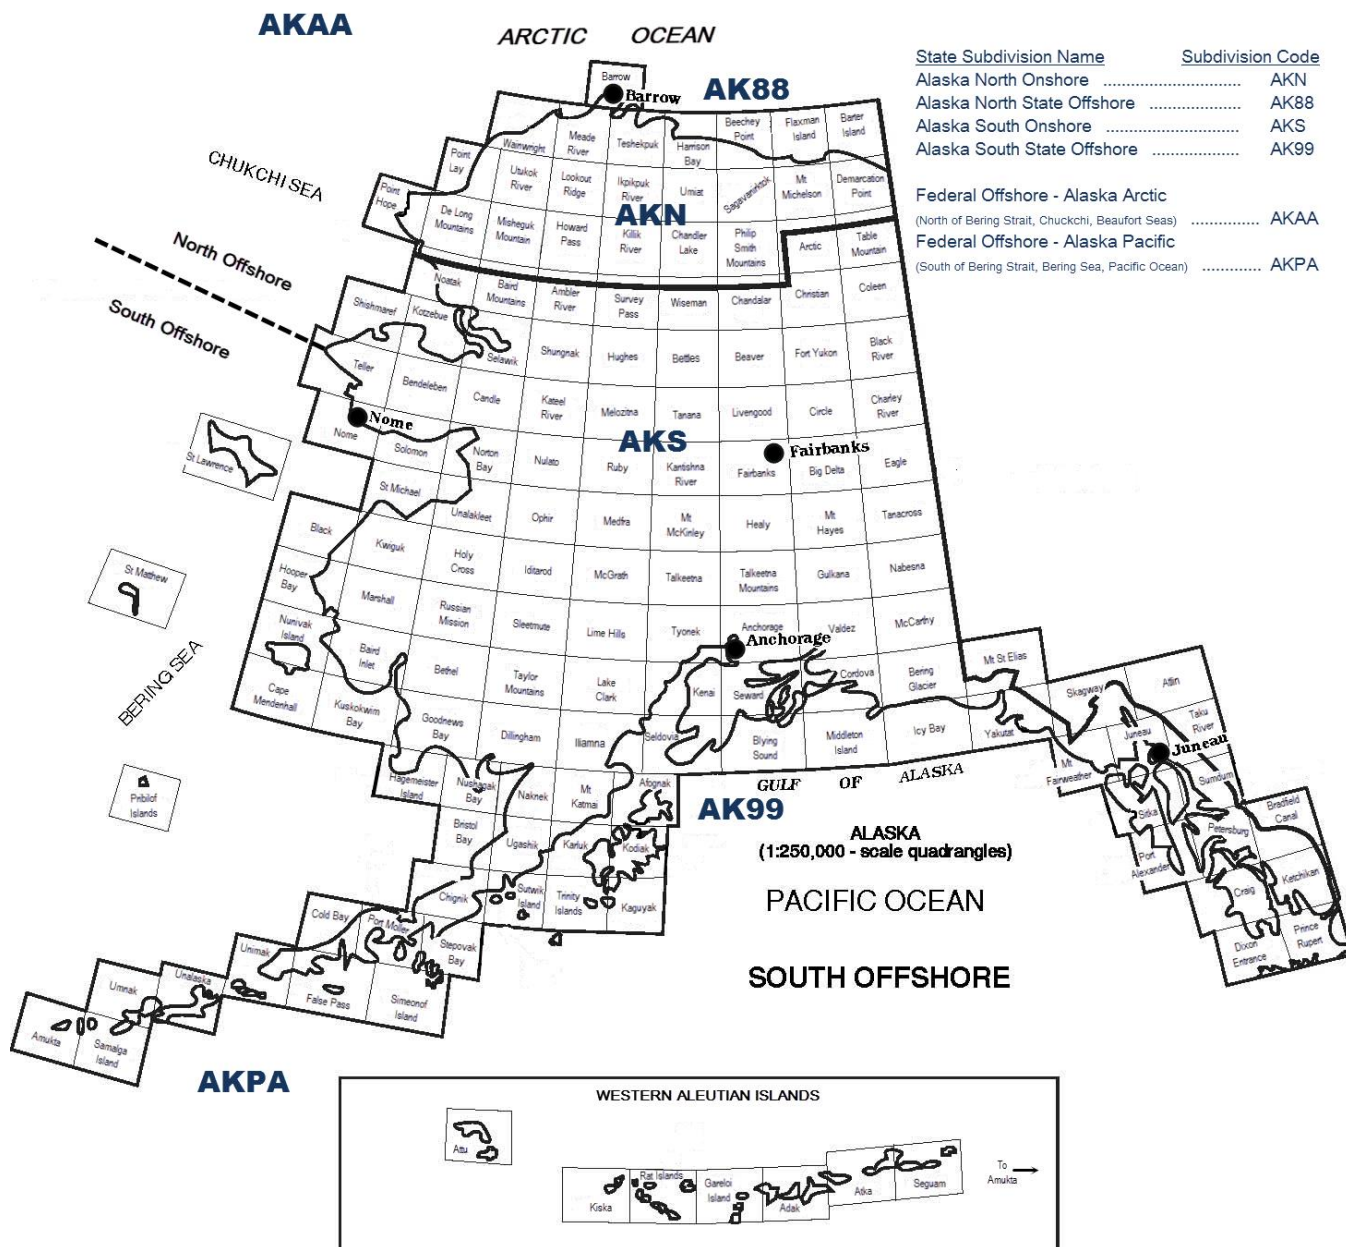 AKAA
ARCTIC OCEAN
State Subdivision Name Subdivision Code
Alaska North Onshore ............................ AKN
Alaska North State Offshore .................. AK88
Alaska South Onshore ........................... AKS
Alaska South State Offshore ................. AK99
Federal Offshore - Alaska Arctic
(North of Bering Strait, Chuckchi, Beaufort Seas) .............. AKAA
Federal Offshore - Alaska Pacific
(South of Bering Strait, Bering Sea, Pacific Ocean) ............ AKPA
Barrow
Barrow
AK88
CHUKCHI SEA
Point Lay
Wainwright
Meade River
Teshekpuk
Harrison Bay
Beechey Point
Flaxman Island
Barter Island
Point Hope
De Long Mountains
Utukok River
Lookout Ridge
Ikpikpuk River
Umiat
Sagavanirktok
Mt Michelson
Demarcation Point
AKN
Misheguk Mountain
Howard Pass
Killik River
Chandler Lake
Philip Smith Mountains
Arctic
Table Mountain
North Offshore
South Offshore
Noatak
Baird Mountains
Ambler River
Survey Pass
Wiseman
Chandalar
Christian
Coleen
Shishmaref
Kotzebue
Selawik
Shungnak
Hughes
Bettles
Beaver
Fort Yukon
Black River
Teller
Bendeleben
Candle
Kateel River
Melozitna
Tanana
Livengood
Circle
Charley River
Nome
Nome
Solomon
Norton Bay
Nulato
AKS
Ruby
Kantishna River
Fairbanks
Fairbanks
Big Delta
Eagle
St Lawrence
St Michael
Unalakleet
Ophir
Medfra
Mt McKinley
Healy
Mt Hayes
Tanacross
Black
Kwiguk
Holy Cross
Iditarod
McGrath
Talkeetna
Talkeetna Mountains
Gulkana
Nabesna
St Mathew
Hooper Bay
Marshall
Russian Mission
Sleetmute
Lime Hills
Tyonek
Anchorage
Anchorage
Valdez
McCarthy
BERING SEA
Nunivak Island
Baird Inlet
Bethel
Taylor Mountains
Lake Clark
Kenai
Seward
Cordova
Bering Glacier
Mt St Elias
Cape Mendenhall
Kuskokwim Bay
Goodnews Bay
Dillingham
Iliamna
Seldovia
Blying Sound
Middleton Island
Icy Bay
Yakutat
Skagway
Atlin
Mt Fairweather
Juneau
Juneau
Taku River
Pribilof Islands
Hagemeister Island
Nushagak Bay
Naknek
Mt Katmai
Afognak
GULF OF ALASKA
AK99
Sitka
Sumdum
Bradfield Canal
Bristol Bay
Ugashik
Karluk
Kodiak
ALASKA
(1:250,000 - scale quadrangles)
Port Alexander
Petersburg
Ketchikan
Chignik
Sutwik Island
Trinity Islands
Kaguyak
PACIFIC OCEAN
Craig
Cold Bay
Port Moller
Stepovak Bay
Dixon Entrance
Prince Rupert
SOUTH OFFSHORE
Unimak
False Pass
Simeonof Island
Umnak
Unalaska
Amukta
Samalga Island
AKPA
WESTERN ALEUTIAN ISLANDS
Attu
Kiska
Rat Islands
Gareloi Island
Adak
Atka
Seguam
To Amukta